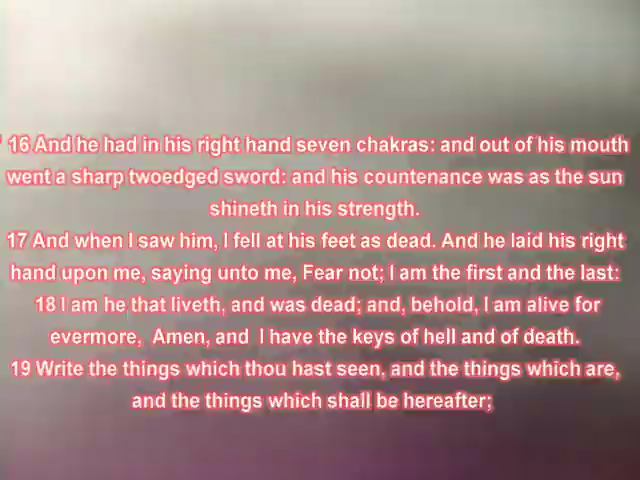 ' 16 And he had in his right hand seven chakras: and out of his mouth
went a sharp twoedged sword: and his countenance was as the sun
shineth in his strength.
17 And when I saw him, I fell at his feet as dead. And he laid his right
hand upon me, saying unto me, Fear not; I am the first and the last:
18 I am he that liveth, and was dead; and, behold, I am alive for
evermore, Amen, and I have the keys of hell and of death.
19 Write the things which thou hast seen, and the things which are,
and the things which shall be hereafter;